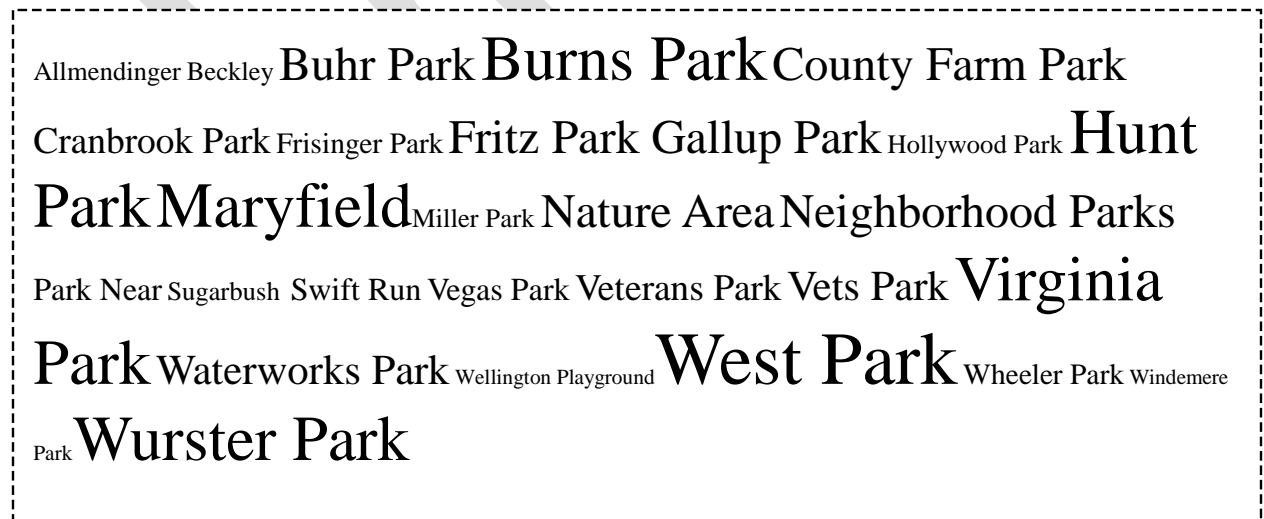 Allmendinger Beckley Buhr Park Burns Park County Farm Park
Cranbrook Park Frisinger Park Fritz Park Gallup Park Hollywood Park Hunt
Park Maryfield Miller Park Nature Area Neighborhood Parks
Park Near Sugarbush Swift Run Vegas Park Veterans Park Vets Park Virginia
Park Waterworks Park Wellington Playground West Park Wheeler Park Windemere
Park Wurster Park